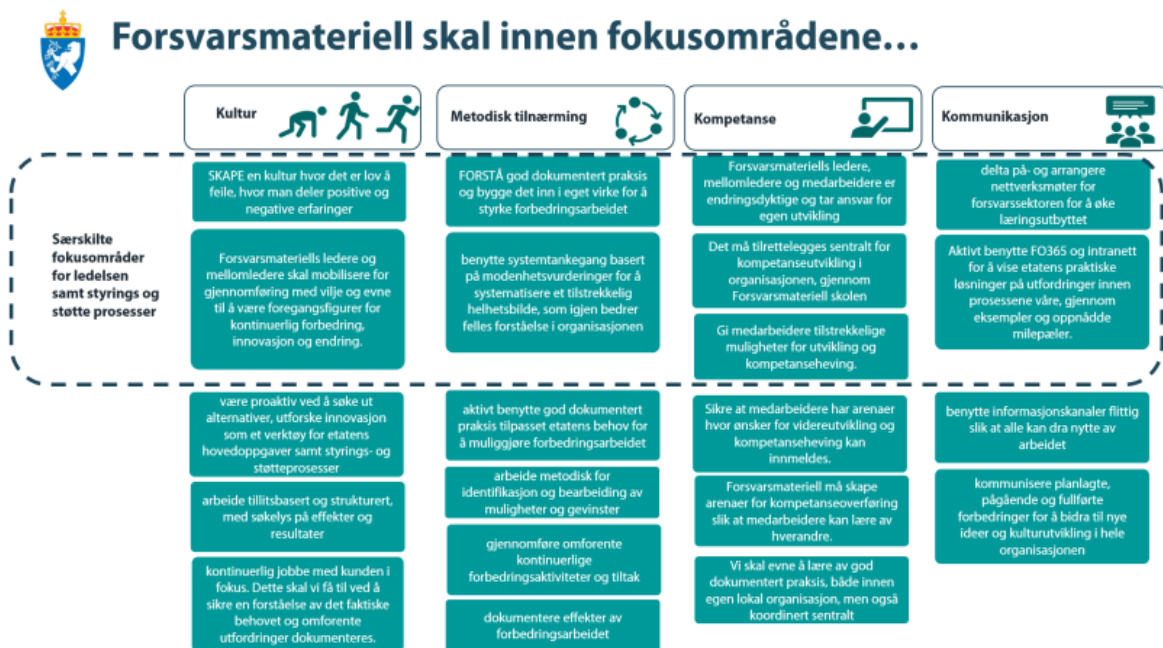 Forsvarsmateriell skal innen fokusområdene...
Kultur
Metodisk tilnærming
Kompetanse
Kommunikasjon
Særskilte
fokusområder
for ledelsen
samt styrings og
støtte prosesser
SKAPE en kultur hvor det er lov å
feile, hvor man deler positive og
negative erfaringer
Forsvarsmateriells ledere og
mellomledere skal mobilisere for
gjennomføring med vilje og evne
til å være foregangsfigurer for
kontinuerlig forbedring,
innovasjon og endring.
være proaktiv ved å søke ut
alternativer, utforske innovasjon
som et verktøy for etatens
hovedoppgaver samt styrings- og
støtteprosesser
arbeide tillitsbasert og strukturert,
med søkelys på effekter og
resultater
kontinuerlig jobbe med kunden i
fokus. Dette skal vi få til ved å
sikre en forståelse av det faktiske
behovet og omforente
utfordringer dokumenteres.
FORSTÅ god dokumentert praksis
og bygge det inn i eget virke for å
styrke forbedringsarbeidet
benytte systemtankegang basert
på modenhetsvurderinger for å
systematisere et tilstrekkelig
helhetsbilde, som igjen bedrer
felles forståelse i organisasjonen
aktivt benytte god dokumentert
praksis tilpasset etatens behov for
å muliggjøre forbedringsarbeidet
arbeide metodisk for
identifikasjon og bearbeiding av
muligheter og gevinster
gjennomføre omforente
kontinuerlige
forbedringsaktiviteter og tiltak
dokumentere effekter av
forbedringsarbeidet
Forsvarsmateriells ledere,
mellomledere og medarbeidere er
endringsdyktige og tar ansvar for
egen utvikling
Det må tilrettelegges sentralt for
kompetanseutvikling i
organisasjonen, gjennom
Forsvarsmateriell skolen
Gi medarbeidere tilstrekkelige
muligheter for utvikling og
kompetanseheving.
Sikre at medarbeidere har arenaer
hvor ønsker for videreutvikling og
kompetanseheving kan
innmeldes.
Forsvarsmateriell må skape
arenaer for kompetanseoverføring
slik at medarbeidere kan lære av
hverandre.
Vi skal evne å lære av god
dokumentert praksis, både innen
egen lokal organisasjon, men også
koordinert sentralt
delta på- og arrangere
nettverksmøter for
forsvarssektoren for å øke
læringsutbyttet
Aktivt benytte FO365 og intranett
for å vise etatens praktiske
løsninger på utfordringer innen
prosessene våre, gjennom
eksempler og oppnådde
milepæler.
benytte informasjonskanaler flittig
slik at alle kan dra nytte av
arbeidet
kommunisere planlagte,
pågående og fullførte
forbedringer for å bidra til nye
ideer og kulturutvikling i hele
organisasjonen